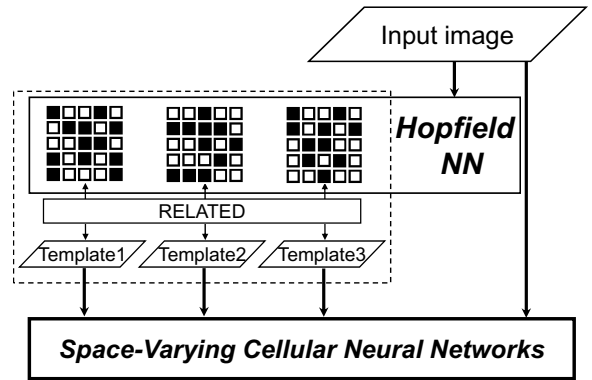 Input image
Hopfield
NN
RELATED
Template1
Template2
Template3
Space-Varying Cellular Neural Networks